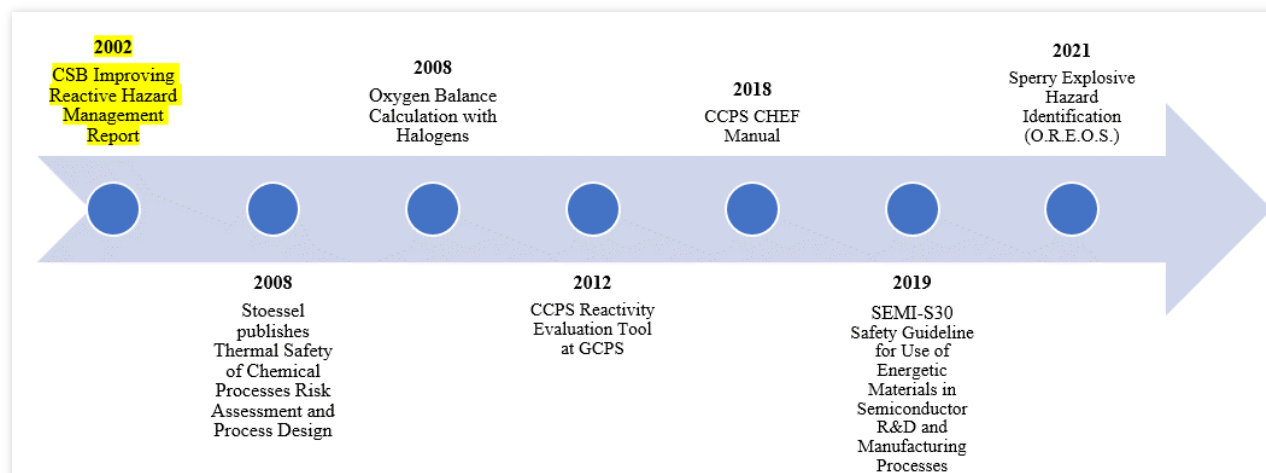 2002
CSB Improving
Reactive Hazard
Management
Report
2008
Stoessel
publishes
Thermal Safety
of Chemical
Processes Risk
Assessment and
Process Design
2008
Oxygen Balance
Calculation with
Halogens
2012
CCPS Reactivity
Evaluation Tool
at GCPS
2018
CCPS CHEF
Manual
2019
SEMI-S30
Safety Guideline
for Use of
Energetic
Materials in
Semiconductor
R&D and
Manufacturing
Processes
2021
Sperry Explosive
Hazard
Identification
(O.R.E.O.S.)